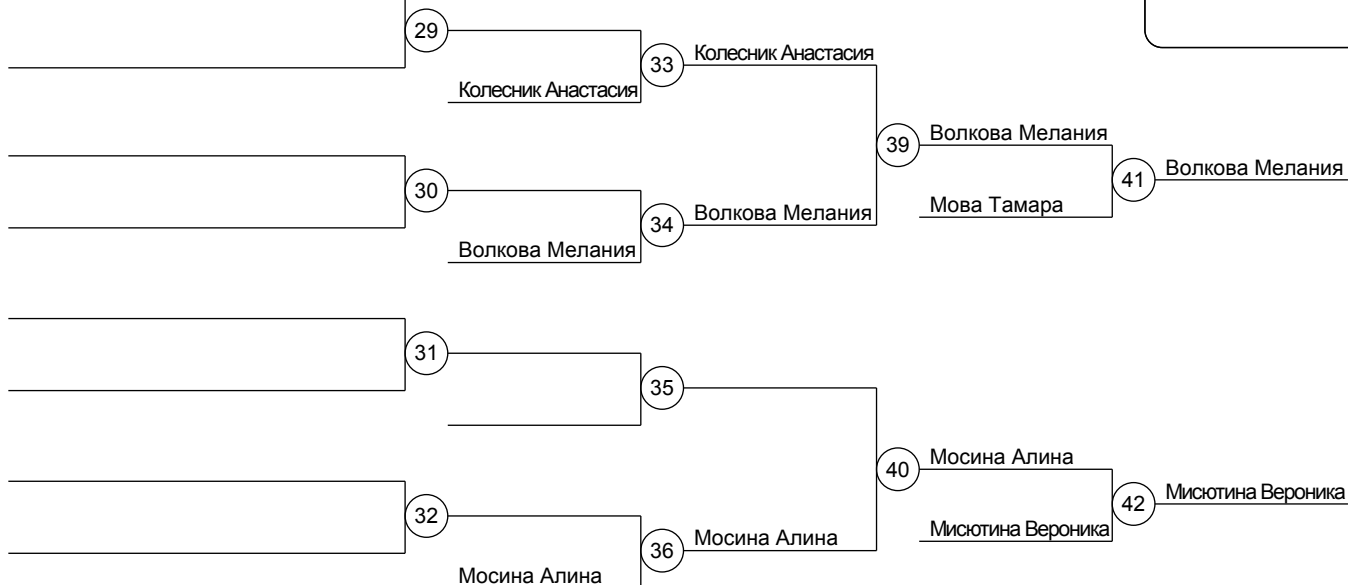 29
33
Колесник Анастасия
Колесник Анастасия
39
Волкова Мелания
41
Волкова Мелания
30
34
Волкова Мелания
Мова Тамара
Волкова Мелания
31
35
40
Мосина Алина
42
Мисютина Вероника
32
Мисютина Вероника
36
Мосина Алина
Мосина Алина